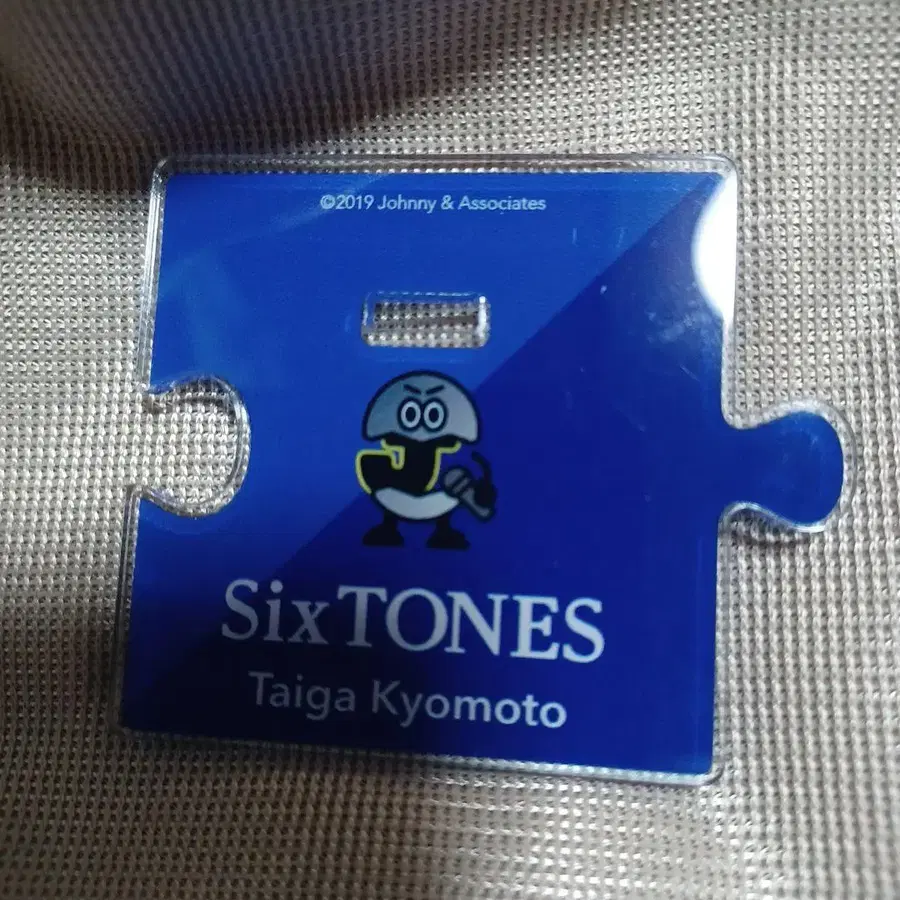 ©2019 Johnny & Associates
J
SixTONES
Taiga Kyomoto